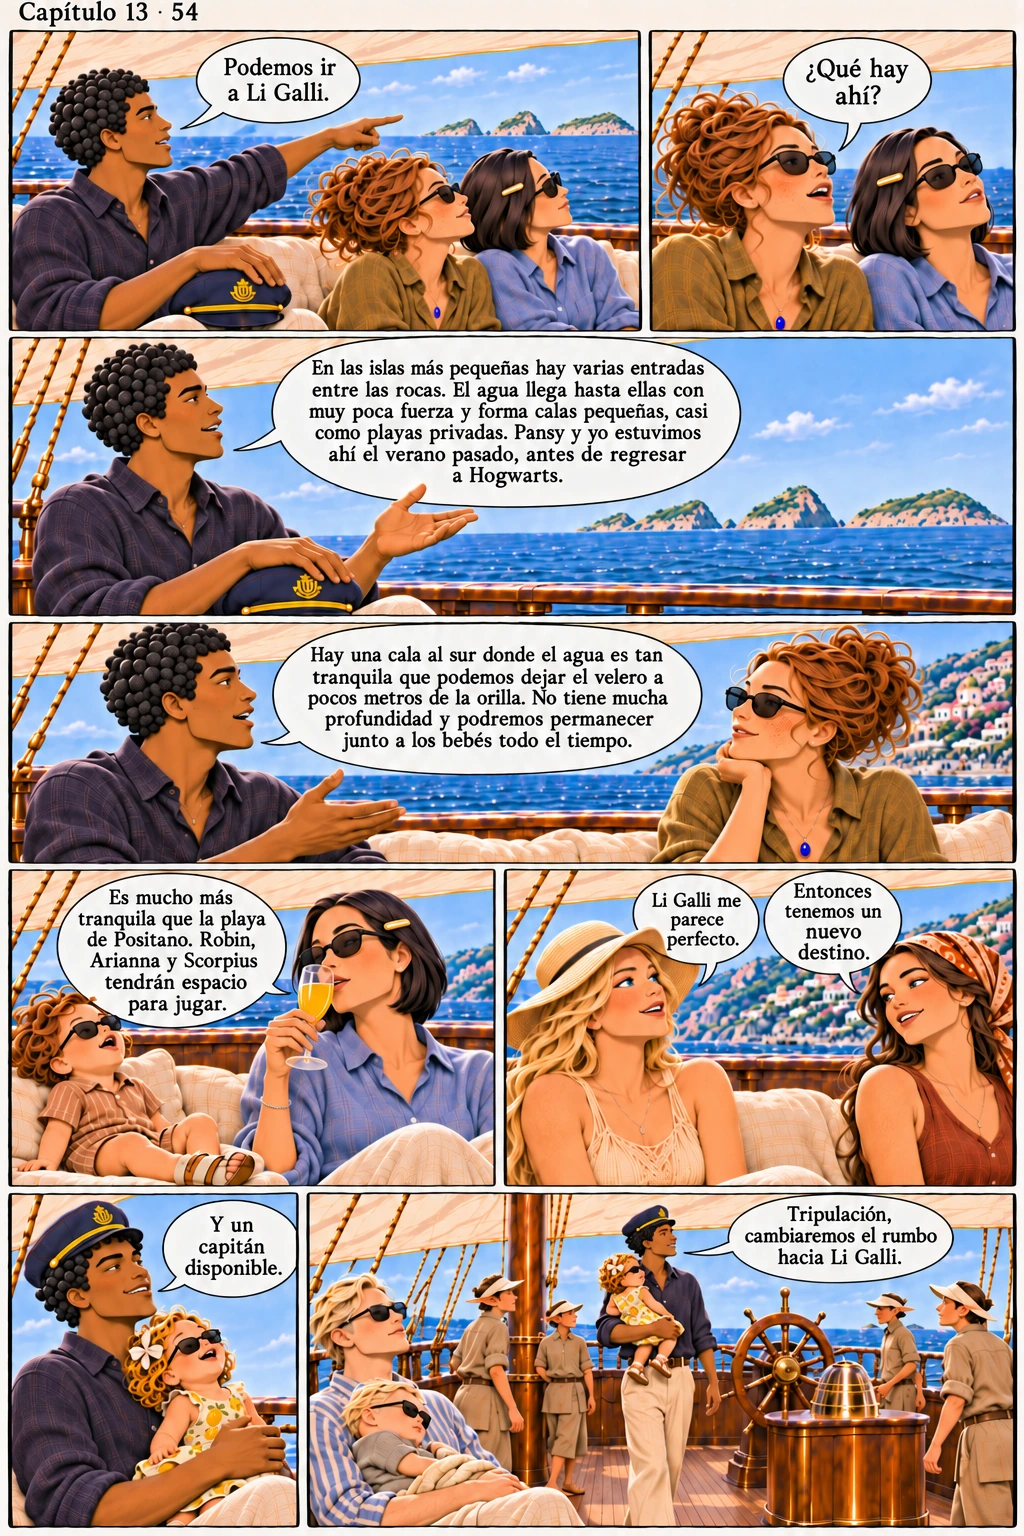 Capítulo 13 · 54
Podemos ir
a Li Galli.
¿Qué hay
ahí?
En las islas más pequeñas hay varias entradas
entre las rocas. El agua llega hasta ellas con
muy poca fuerza y forma calas pequeñas, casi
como playas privadas. Pansy y yo estuvimos
ahí el verano pasado, antes de regresar
a Hogwarts.
Hay una cala al sur donde el agua es tan
tranquila que podemos dejar el velero a
pocos metros de la orilla. No tiene mucha
profundidad y podremos permanecer
junto a los bebés todo el tiempo.
Es mucho más
tranquila que la playa
de Positano. Robin,
Arianna y Scorpius
tendrán espacio
para jugar.
Li Galli me
parece
perfecto.
Entonces
tenemos un
nuevo
destino.
Y un
capitán
disponible.
Tripulación,
cambiaremos el rumbo
hacia Li Galli.